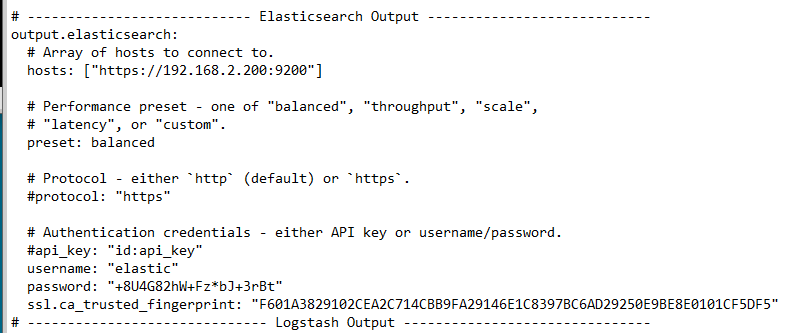 # ---------------------------- Elasticsearch Output ----------------------------
output.elasticsearch:
  # Array of hosts to connect to.
  hosts: ["https://192.168.2.200:9200"]

  # Performance preset - one of "balanced", "throughput", "scale",
  # "latency", or "custom".
  preset: balanced

  # Protocol - either `http` (default) or `https`.
  #protocol: "https"

  # Authentication credentials - either API key or username/password.
  #api_key: "id:api_key"
  username: "elastic"
  password: "+8U4G82hW+Fz*bJ+3rBt"
  ssl.ca_trusted_fingerprint: "F601A3829102CEA2C714CBB9FA29146E1C8397BC6AD29250E9BE8E0101CF5DF5"
# ------------------------------ Logstash Output -------------------------------